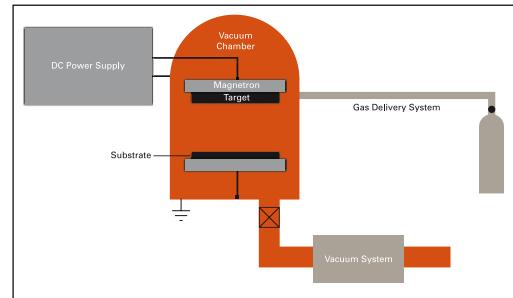 Vacuum
Chamber
DC Power Supply
Magnetron
Target
Gas Delivery System
Substrate
Vacuum System